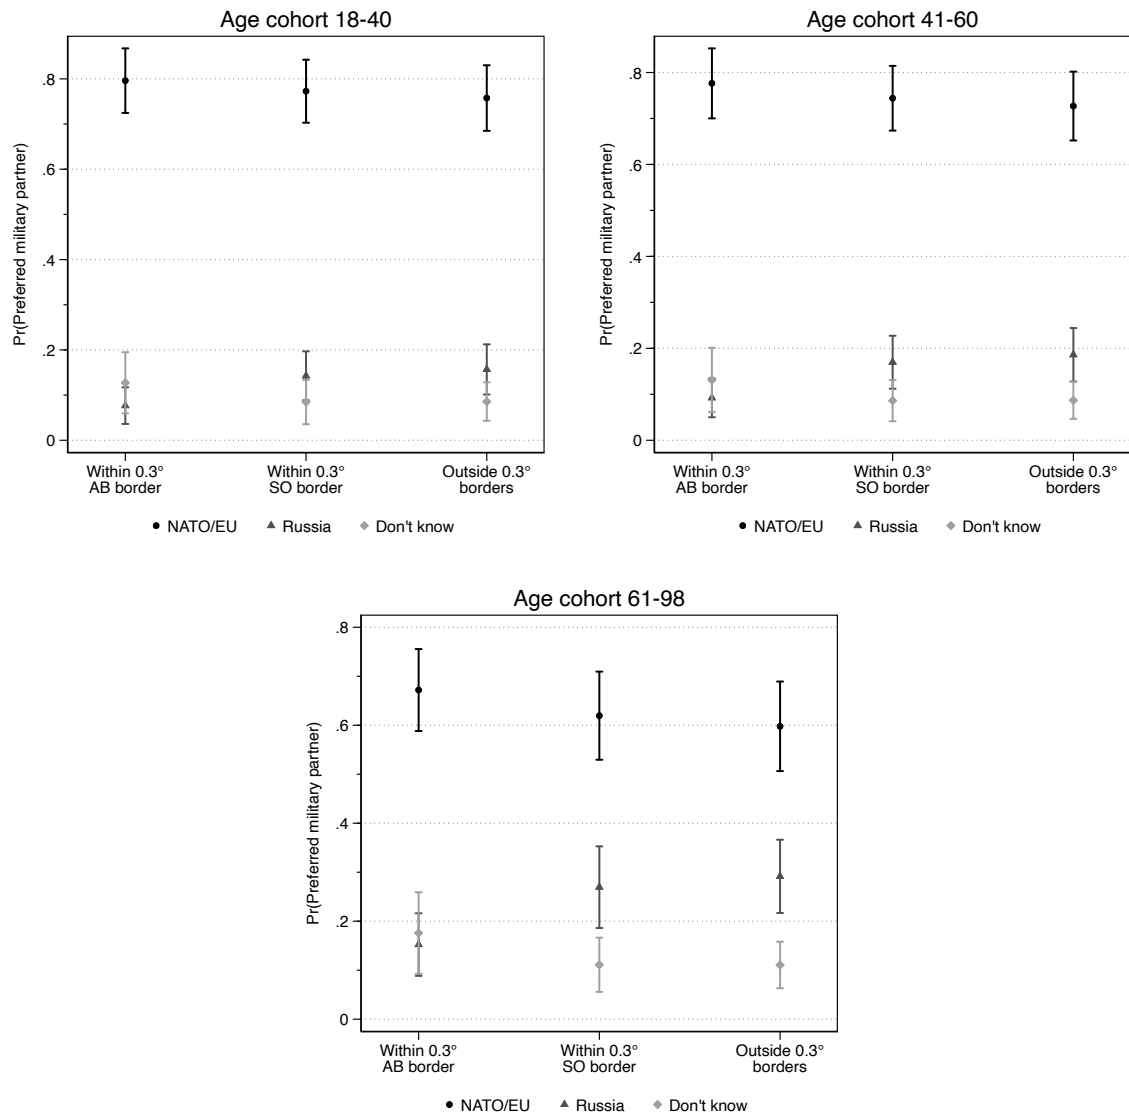 Age cohort 18-40
Pr(Preferred military partner)
.8
.6
.4
.2
0
Within 0.3°
AB border
Within 0.3°
SO border
Outside 0.3°
borders
NATO/EU Russia Don't know
Age cohort 41-60
Pr(Preferred military partner)
.8
.6
.4
.2
0
Within 0.3°
AB border
Within 0.3°
SO border
Outside 0.3°
borders
NATO/EU Russia Don't know
Age cohort 61-98
Pr(Preferred military partner)
.8
.6
.4
.2
0
Within 0.3°
AB border
Within 0.3°
SO border
Outside 0.3°
borders
NATO/EU Russia Don't know